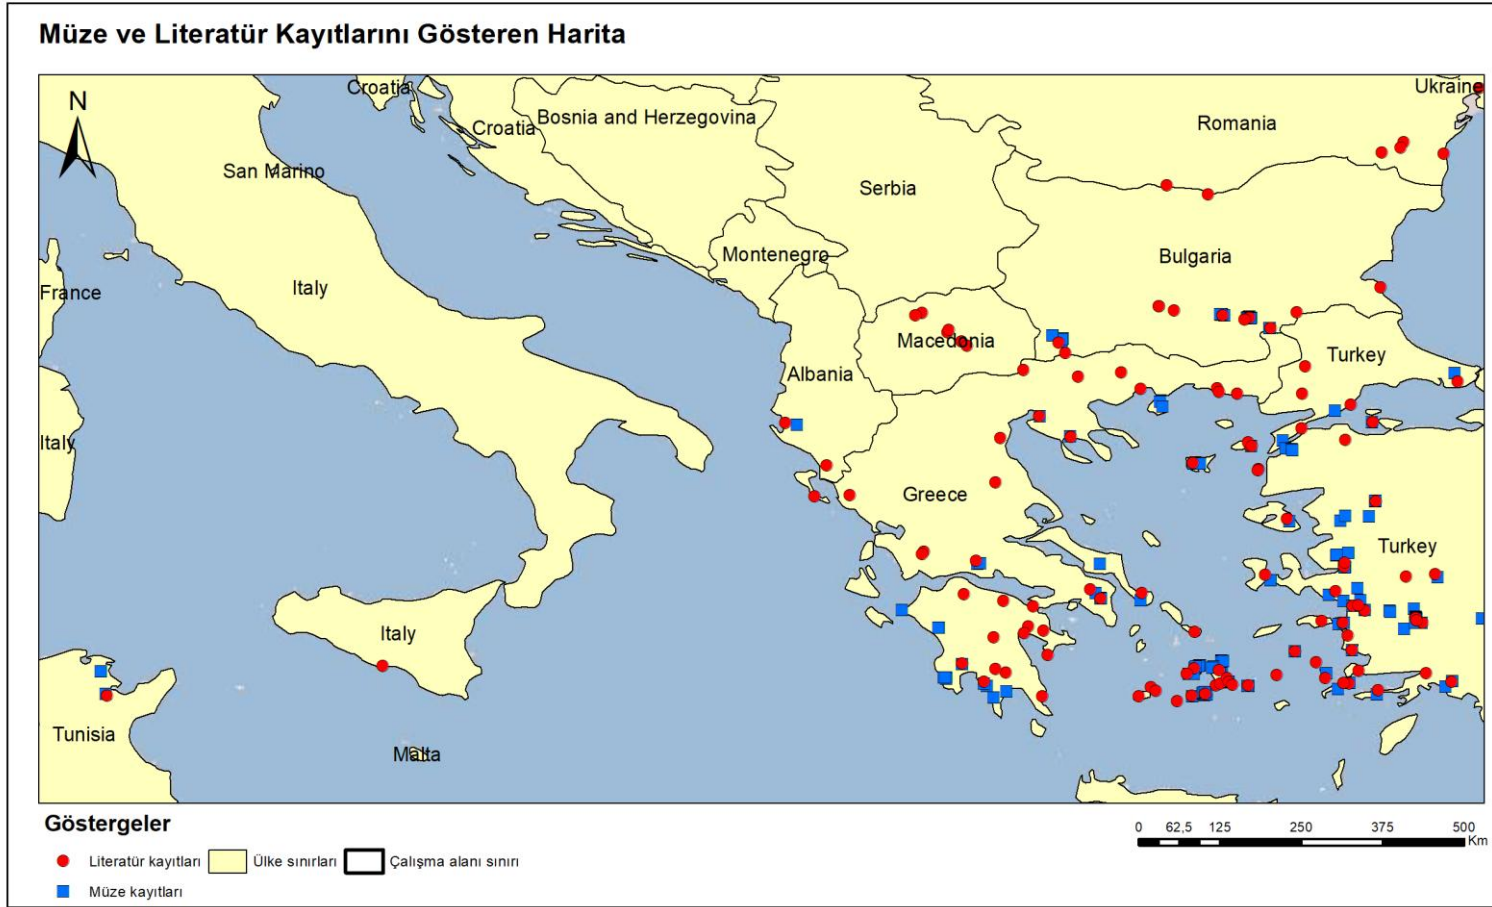 Müze ve Literatür Kayıtlarını Gösteren Harita
N
Croatia
Ukraine
Croatia
Bosnia and Herzegovina
Romania
San Marino
Serbia
Montenegro
Bulgaria
France
Italy
Macedonia
Turkey
Albania
Italy
Greece
Turkey
Italy
Tunisia
Malta
Göstergeler
0 62,5 125 250 375 500
Km
Literatür kayıtları Ülke sınırları Çalışma alanı sınırı
Müze kayıtları